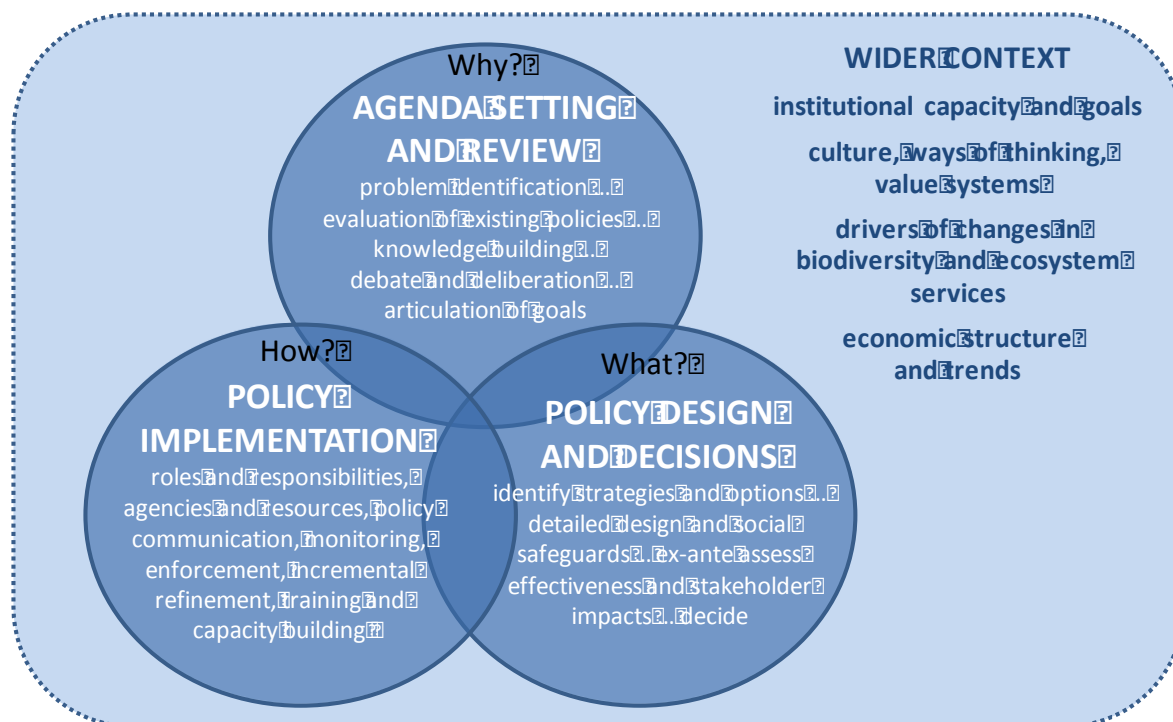 Why?
AGENDA SETTING
AND REVIEW
problem identification...
evaluation of existing policies...
knowledge building...
debate and deliberation...
articulation of goals
How?
POLICY
IMPLEMENTATION
roles and responsibilities,
agencies and resources, policy
communication, monitoring,
enforcement, incremental
refinement, training and
capacity building
What?
POLICY DESIGN
AND DECISIONS
identify strategies and options...
detailed design and social
safeguards... ex-ante assess
effectiveness and stakeholder
impacts... decide
WIDER CONTEXT
institutional capacity and goals
culture, ways of thinking,
value systems
drivers of changes in
biodiversity and ecosystem
services
economic structure
and trends